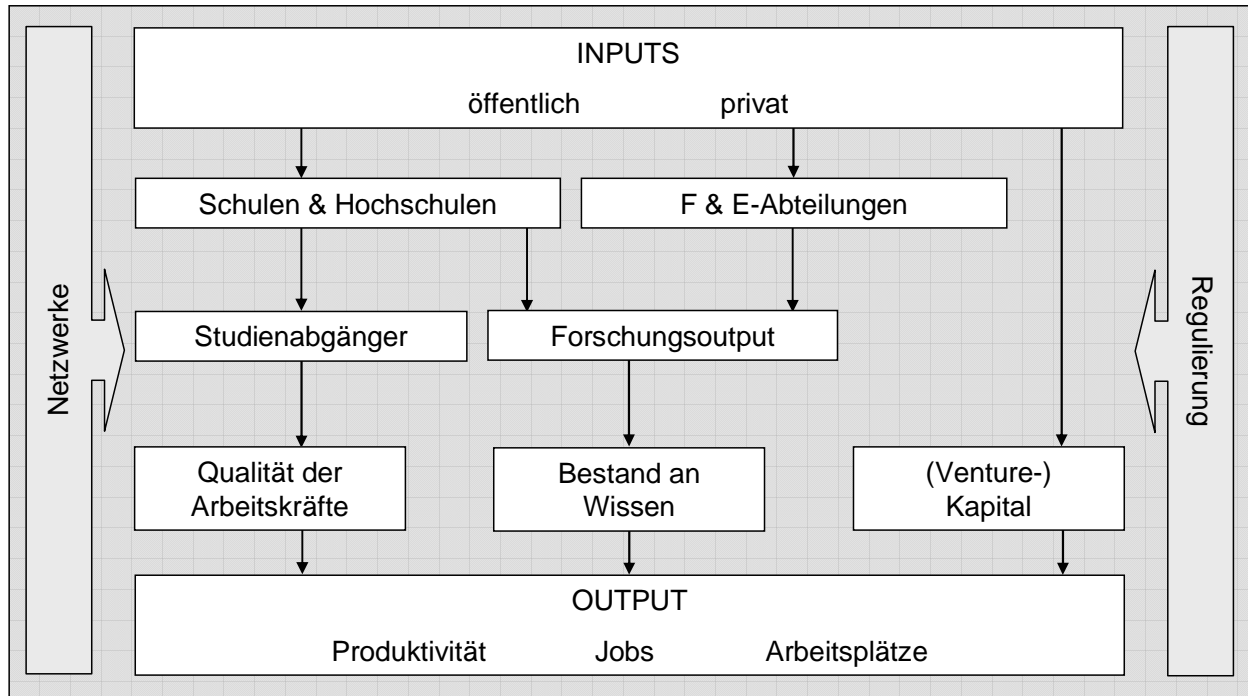 INPUTS
öffentlich privat
Schulen & Hochschulen
F & E-Abteilungen
Netzwerke
Studienabgänger
Forschungsoutput
Regulierung
Qualität der
Arbeitskräfte
Bestand an
Wissen
(Venture-)
Kapital
OUTPUT
Produktivität Jobs Arbeitsplätze